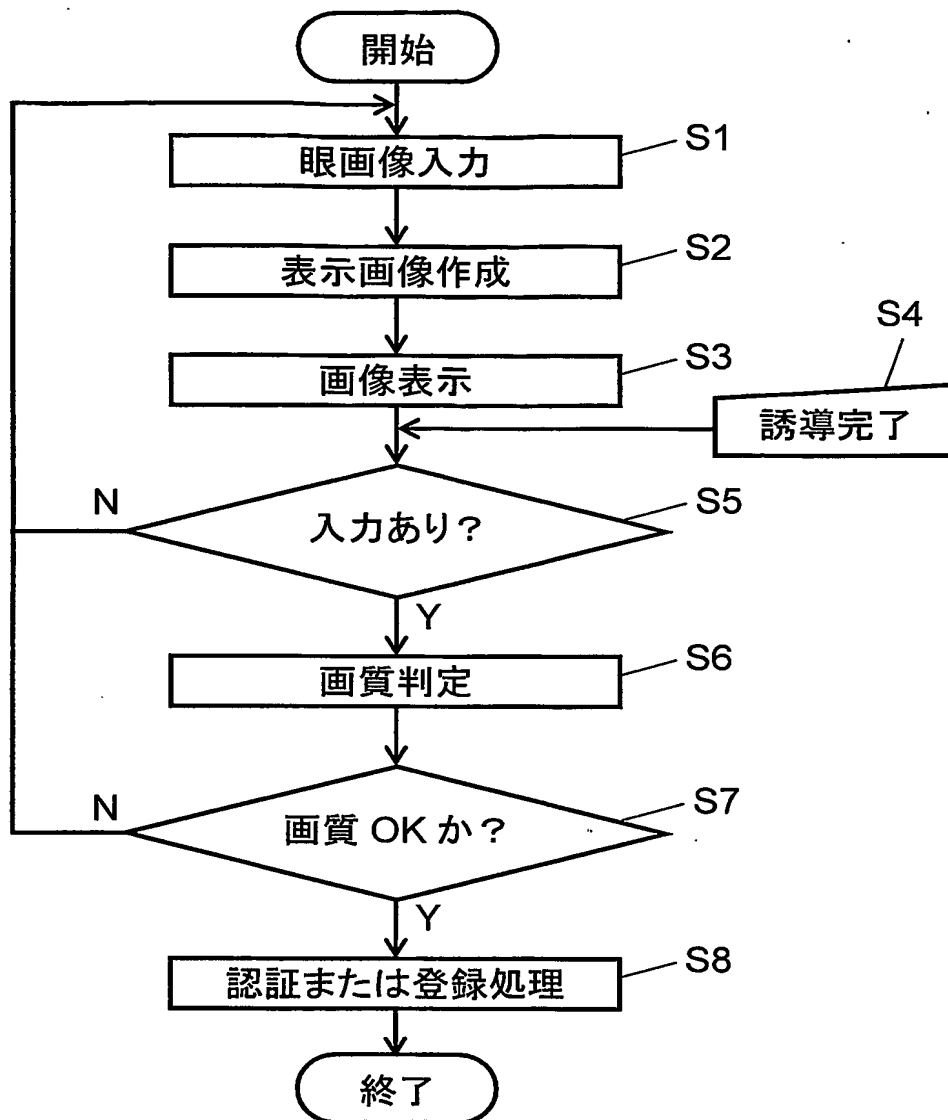 開始
眼画像入力
S1
表示画像作成
S2
画像表示
S3
S4
誘導完了
入力あり?
S5
N
Y
画質判定
S6
画質 OK か?
S7
N
Y
認証または登録処理
S8
終了